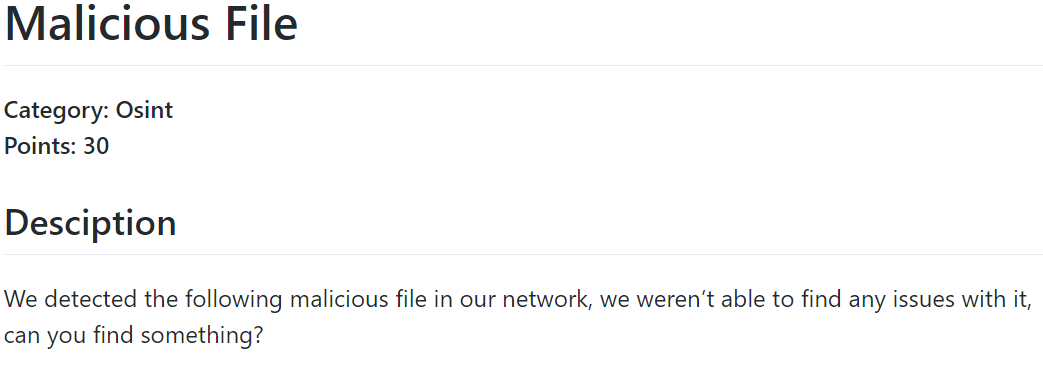 Malicious File
Category: Osint
Points: 30
Desciption
We detected the following malicious file in our network, we weren’t able to find any issues with it,
can you find something?